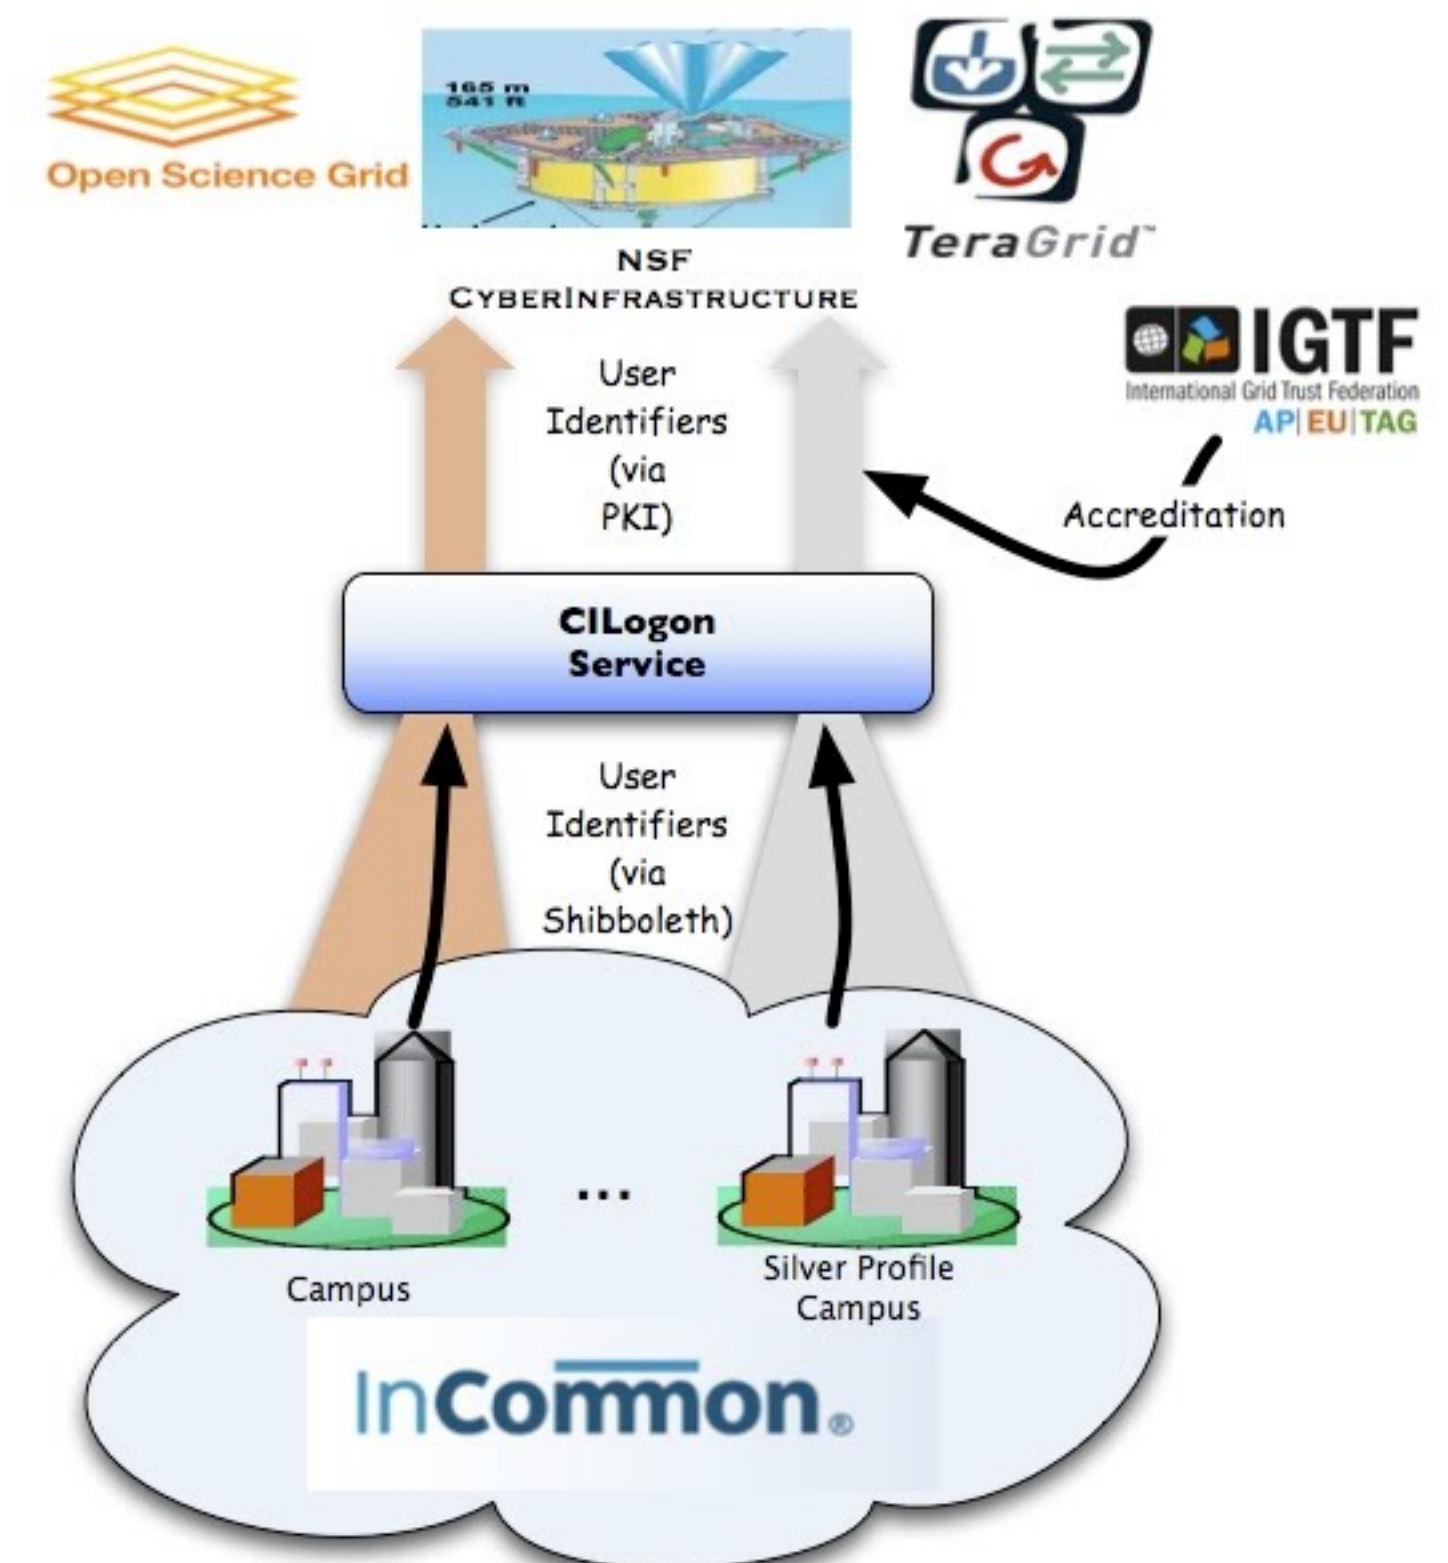 Open Science Grid
165 m
541 ft
NSF
CYBERINFRASTRUCTURE
TeraGrid™
IGTF
International Grid Trust Federation
AP|EU|TAG
User
Identifiers
(via
PKI)
Accreditation
CILogon
Service
User
Identifiers
(via
Shibboleth)
...
Campus
Silver Profile
Campus
InCommon®